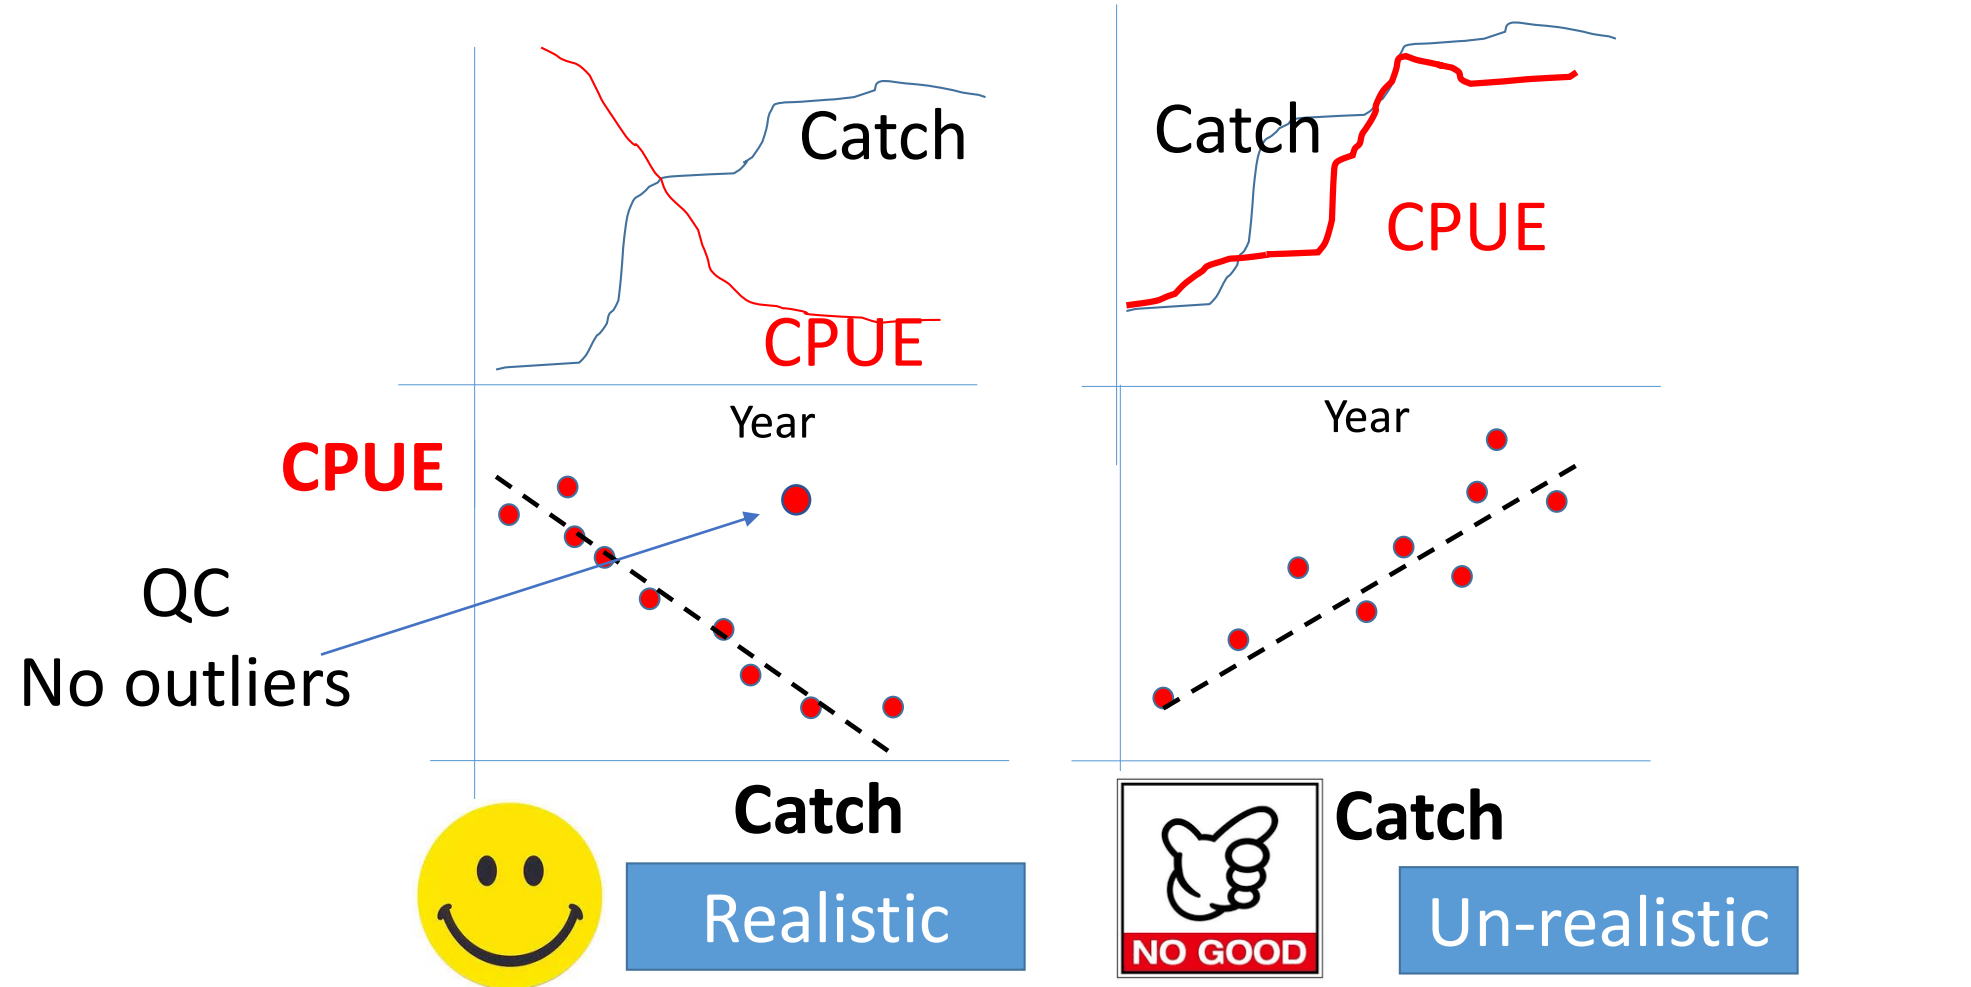 Catch
CPUE
Year
Catch
CPUE
Year
CPUE
QC
No outliers
Catch
Realistic
Catch
NO GOOD
Un-realistic